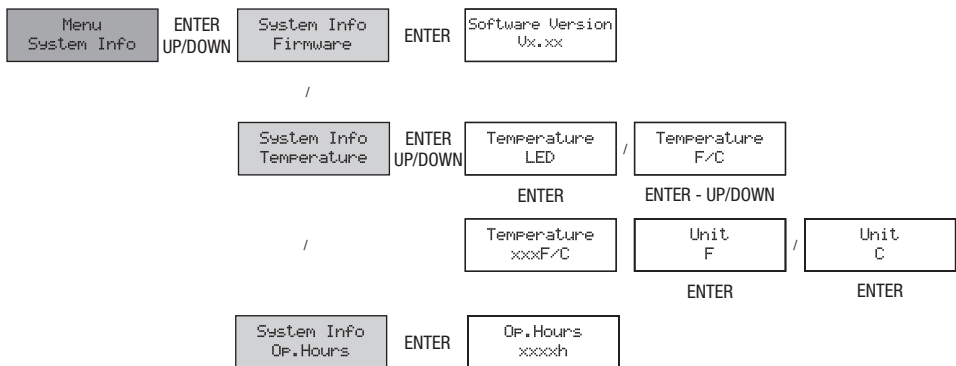 Menu
System Info
ENTER
UP/DOWN
System Info
Firmware
ENTER
Software Version
Vx.xx
/
System Info
Temperature
ENTER
UP/DOWN
Temperature
LED
/
Temperature
F/C
ENTER
ENTER - UP/DOWN
/
Temperature
xxxF/C
Unit
F
/
Unit
C
ENTER
ENTER
System Info
Op.Hours
ENTER
Op.Hours
xxxxh